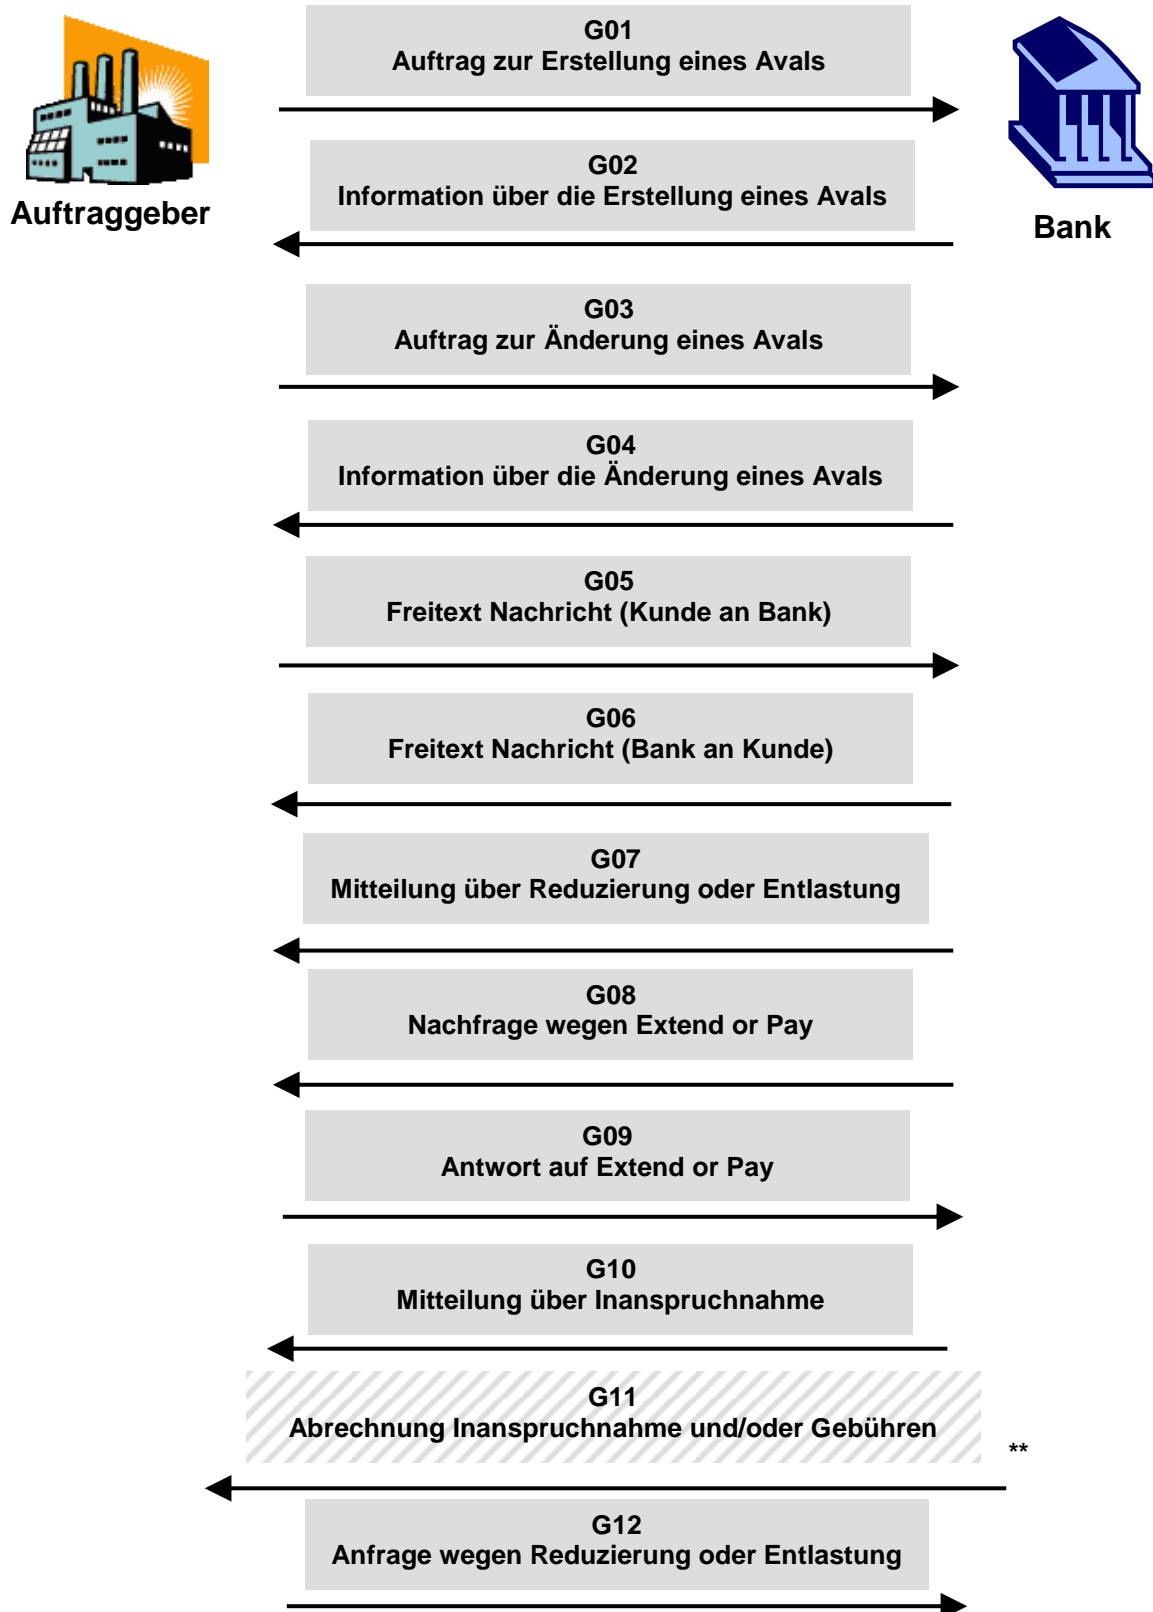 G01
Auftrag zur Erstellung eines Avals
G02
Information über die Erstellung eines Avals
Auftraggeber
Bank
G03
Auftrag zur Änderung eines Avals
G04
Information über die Änderung eines Avals
G05
Freitext Nachricht (Kunde an Bank)
G06
Freitext Nachricht (Bank an Kunde)
G07
Mitteilung über Reduzierung oder Entlastung
G08
Nachfrage wegen Extend or Pay
G09
Antwort auf Extend or Pay
G10
Mitteilung über Inanspruchnahme
G11
Abrechnung Inanspruchnahme und/oder Gebühren
**
G12
Anfrage wegen Reduzierung oder Entlastung